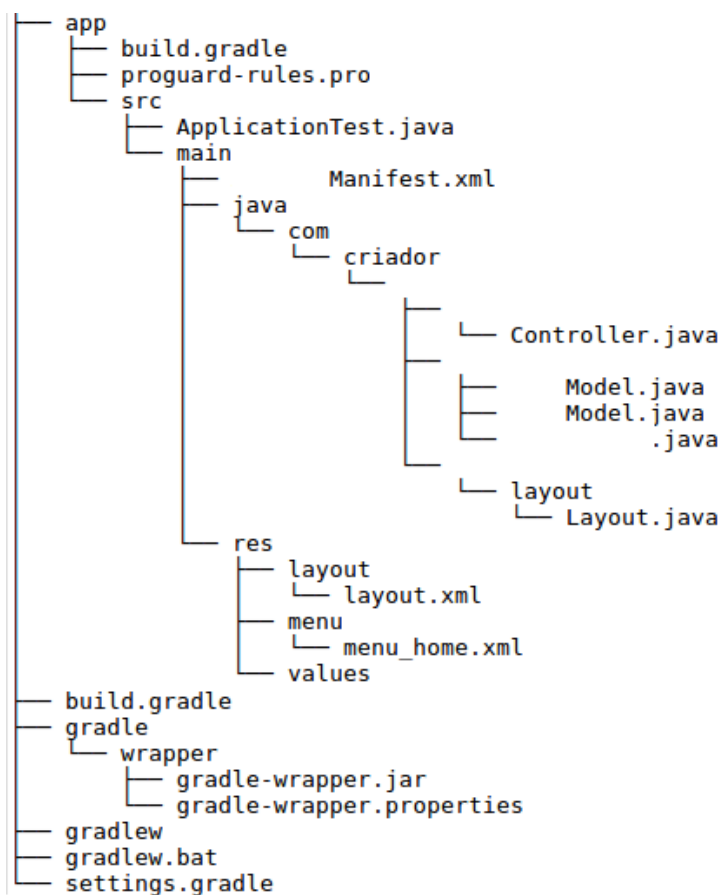 ├── app
│   ├── build.gradle
│   ├── proguard-rules.pro
│   └── src
│       ├── ApplicationTest.java
│       └── main
│           ├──        Manifest.xml
│           ├── java
│           │   └── com
│           │       └── criador
│           │           └──
│           │               ├──
│           │               │   └── Controller.java
│           │               ├──
│           │               │   ├──     Model.java
│           │               │   ├──     Model.java
│           │               │   └──           .java
│           │               └──
│           │                   └── layout
│           │                       └── Layout.java
│           └── res
│               ├── layout
│               │   └── layout.xml
│               ├── menu
│               │   └── menu_home.xml
│               └── values
├── build.gradle
├── gradle
│   └── wrapper
│       ├── gradle-wrapper.jar
│       └── gradle-wrapper.properties
├── gradlew
├── gradlew.bat
└── settings.gradle